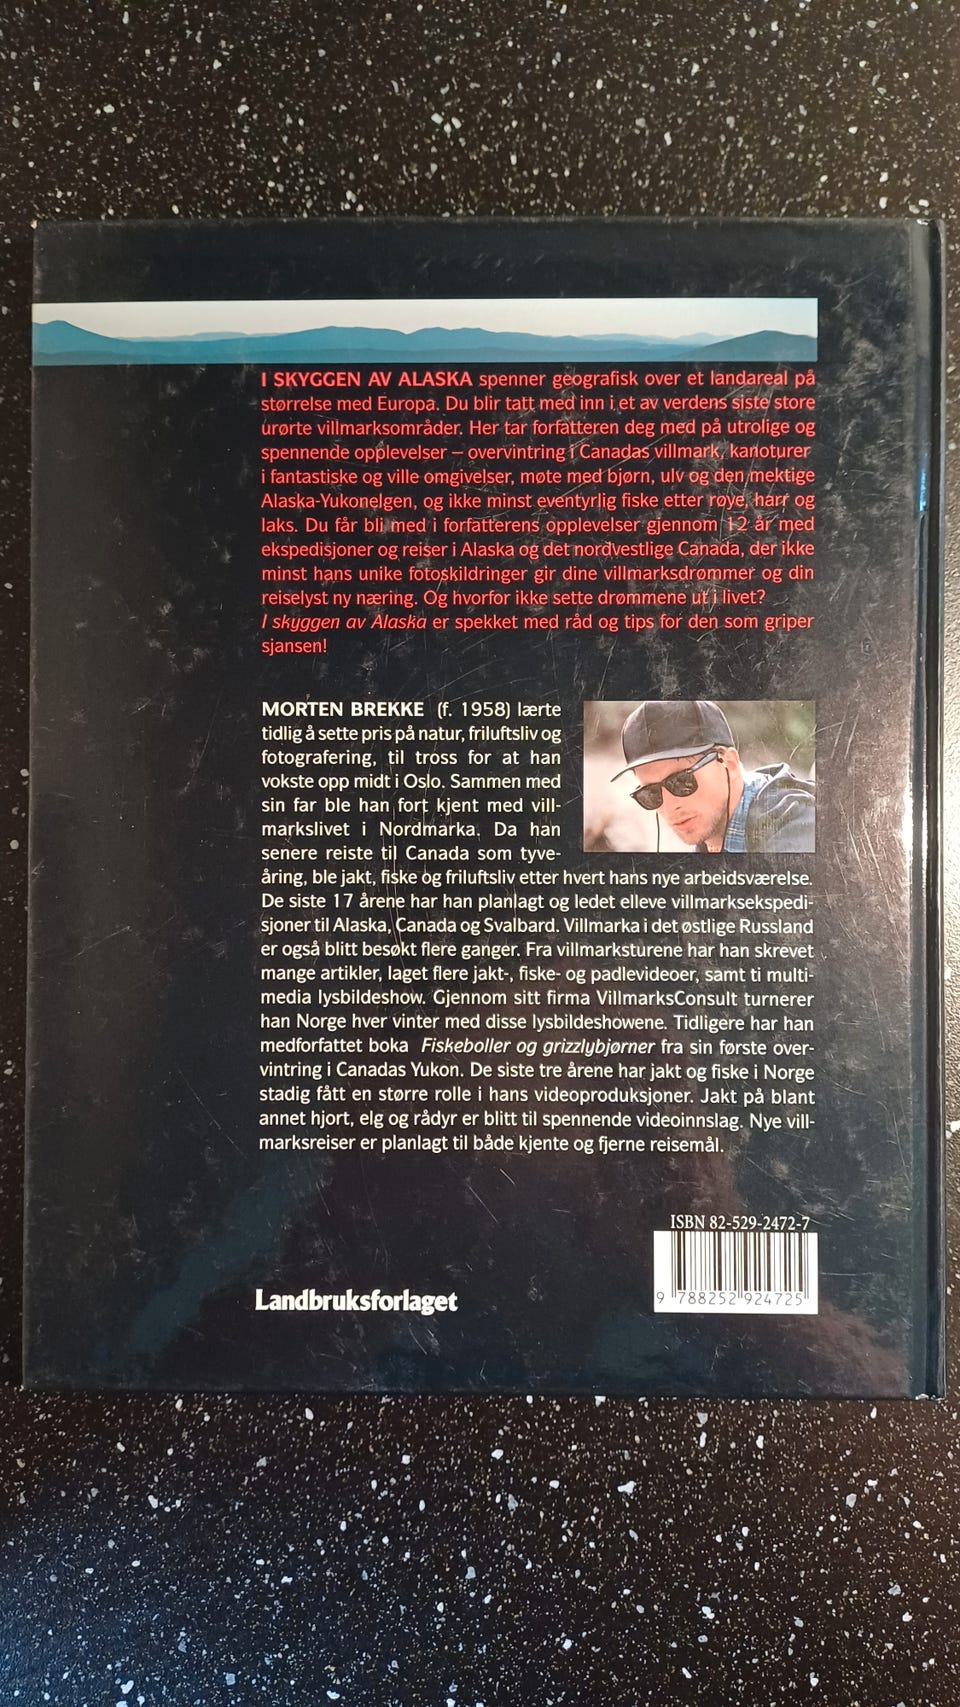 I SKYGGEN AV ALASKA spenner geografisk over et landareal på
størrelse med Europa. Du blir tatt med inn i et av verdens siste store
urørte villmarksområder. Her tar forfatteren deg med på utrolige og
spennende opplevelser – overvintring i Canadas villmark, kanoturer
i fantastiske og ville omgivelser, møte med bjørn, ulv og den mektige
Alaska-Yukonelgen, og ikke minst eventyrlig fiske etter røye, harr og
laks. Du får bli med i forfatterens opplevelser gjennom 12 år med
ekspedisjoner og reiser i Alaska og det nordvestlige Canada, der ikke
minst hans unike fotoskildringer gir dine villmarksdrømmer og din
reiselyst ny næring. Og hvorfor ikke sette drømmene ut i livet?
I skyggen av Alaska er spekket med råd og tips for den som griper
sjansen!
MORTEN BREKKE (f. 1958) lærte
tidlig å sette pris på natur, friluftsliv og
fotografering, til tross for at han
vokste opp midt i Oslo. Sammen med
sin far ble han fort kjent med vill-
markslivet i Nordmarka. Da han
senere reiste til Canada som tyve-
åring, ble jakt, fiske og friluftsliv etter hvert hans nye arbeidsværelse.
De siste 17 årene har han planlagt og ledet elleve villmarksekspedi-
sjoner til Alaska, Canada og Svalbard. Villmarka i det østlige Russland
er også blitt besøkt flere ganger. Fra villmarksturene har han skrevet
mange artikler, laget flere jakt-, fiske- og padlevideoer, samt ti multi-
media lysbildeshow. Gjennom sitt firma VillmarksConsult turnerer
han Norge hver vinter med disse lysbildeshowene. Tidligere har han
medforfattet boka Fiskeboller og grizzlybjørner fra sin første over-
vintring i Canadas Yukon. De siste tre årene har jakt og fiske i Norge
stadig fått en større rolle i hans videoproduksjoner. Jakt på blant
annet hjort, elg og rådyr er blitt til spennende videoinnslag. Nye vill-
marksreiser er planlagt til både kjente og fjerne reisemål.
ISBN 82-529-2472-7
9 788252 924725
Landbruksforlaget